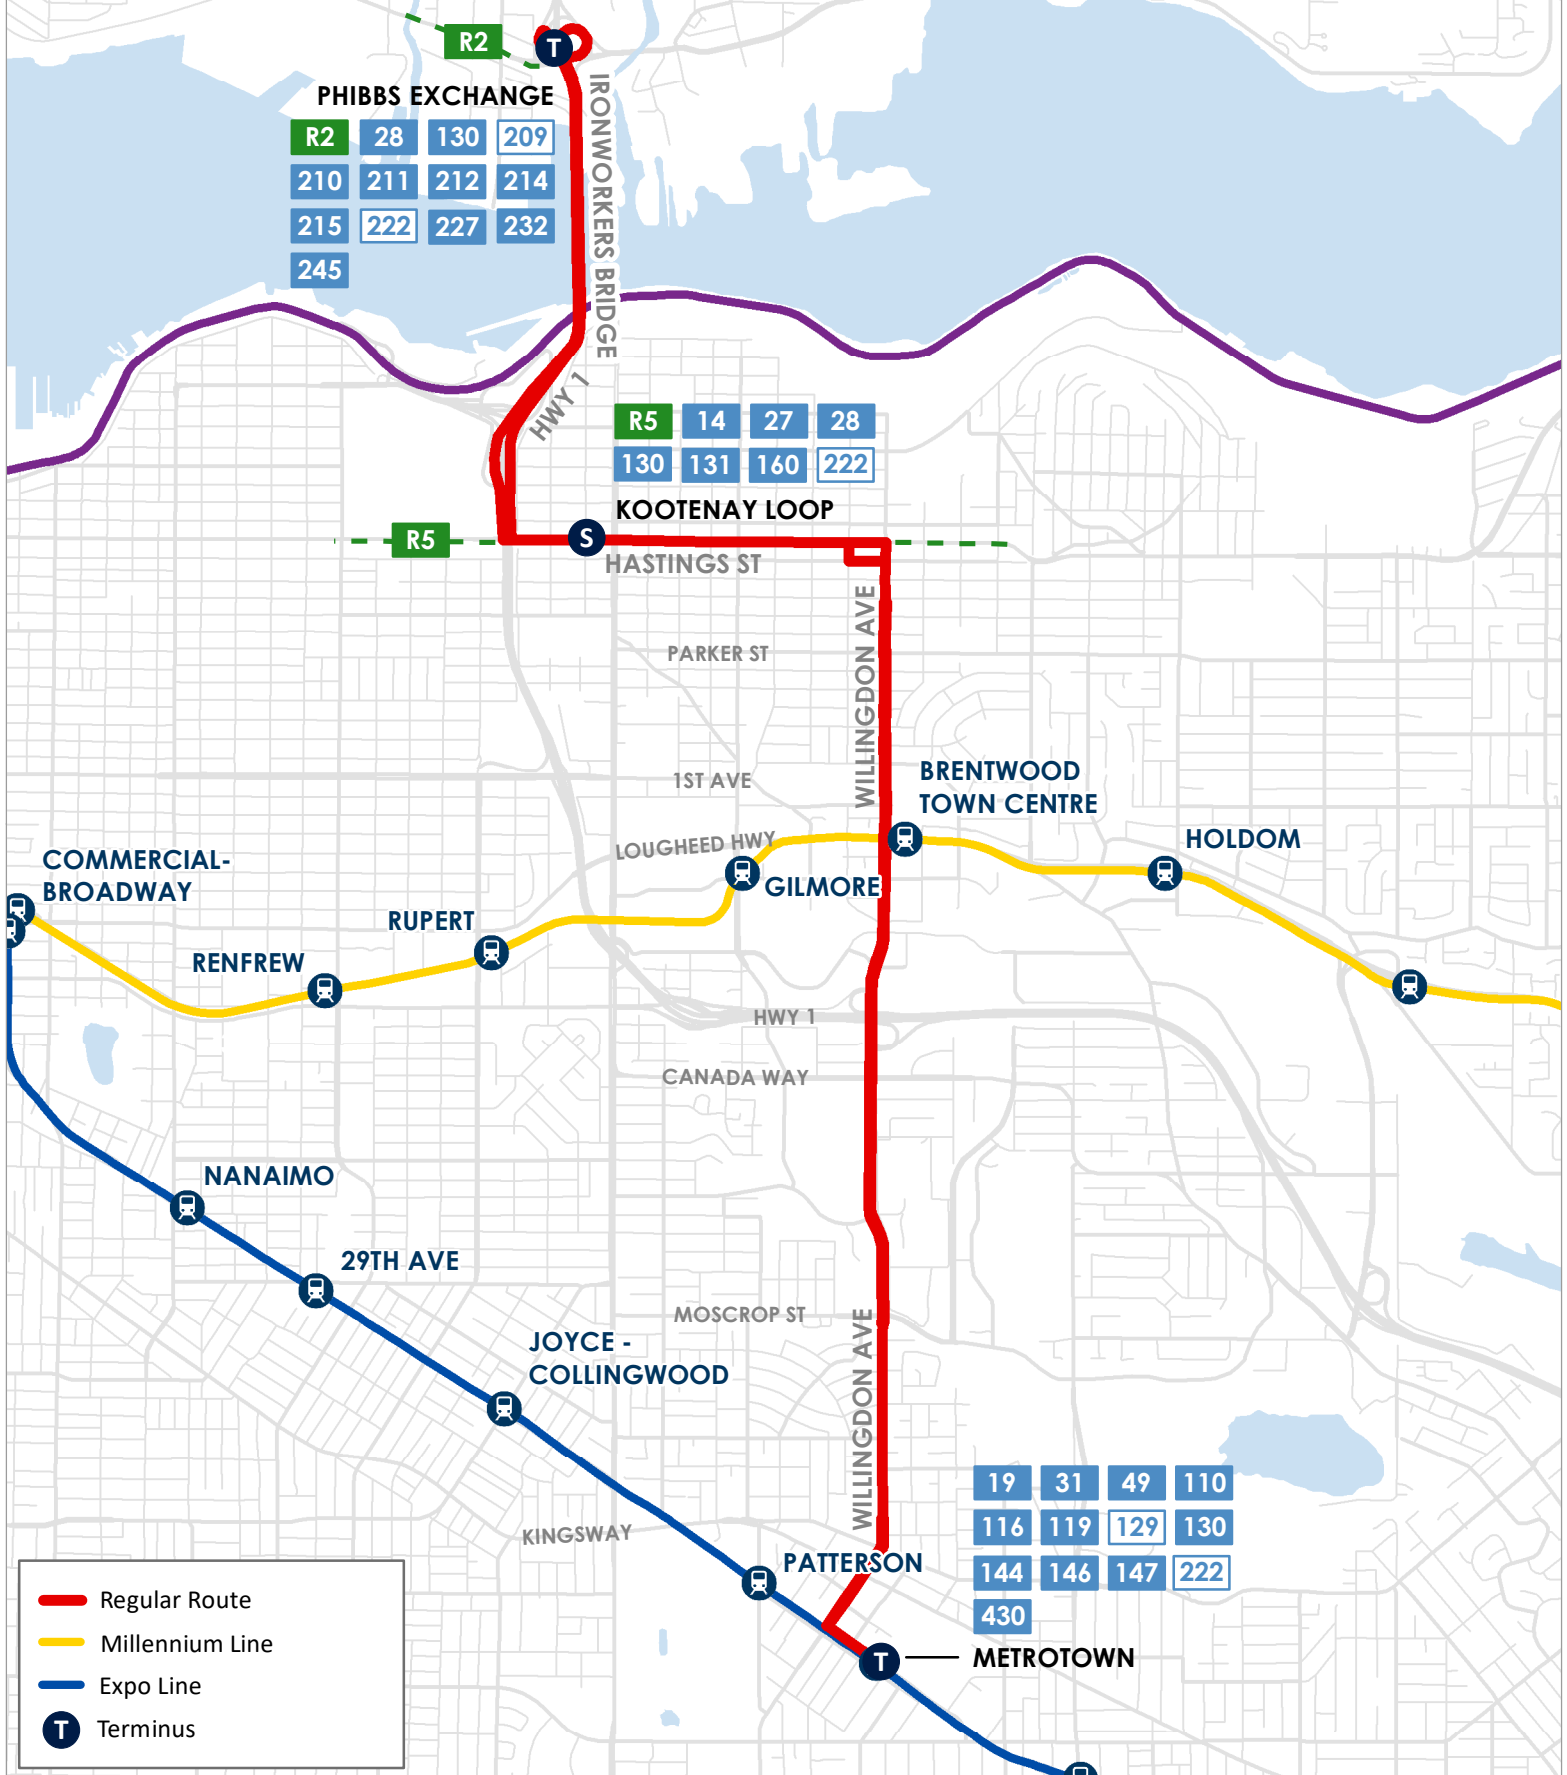 R2
T
PHIBBS EXCHANGE
R2 28 130 209
210 211 212 214
215 222 227 232
245
IRONWORKERS BRIDGE
HWY 1
R5 14 27 28
130 131 160 222
KOOTENAY LOOP
R5
S
HASTINGS ST
WILLINGDON AVE
PARKER ST
1ST AVE
BRENTWOOD
TOWN CENTRE
LOUGHEED HWY
HOLDOM
GILMORE
COMMERCIAL-
BROADWAY
RUPERT
RENFREW
HWY 1
CANADA WAY
NANAIMO
29TH AVE
MOSCROP ST
JOYCE -
COLLINGWOOD
WILLINGDON AVE
KINGSWAY
PATTERSON
19 31 49 110
116 119 129 130
144 146 147 222
430
T
METROTOWN
Regular Route
Millennium Line
Expo Line
T Terminus